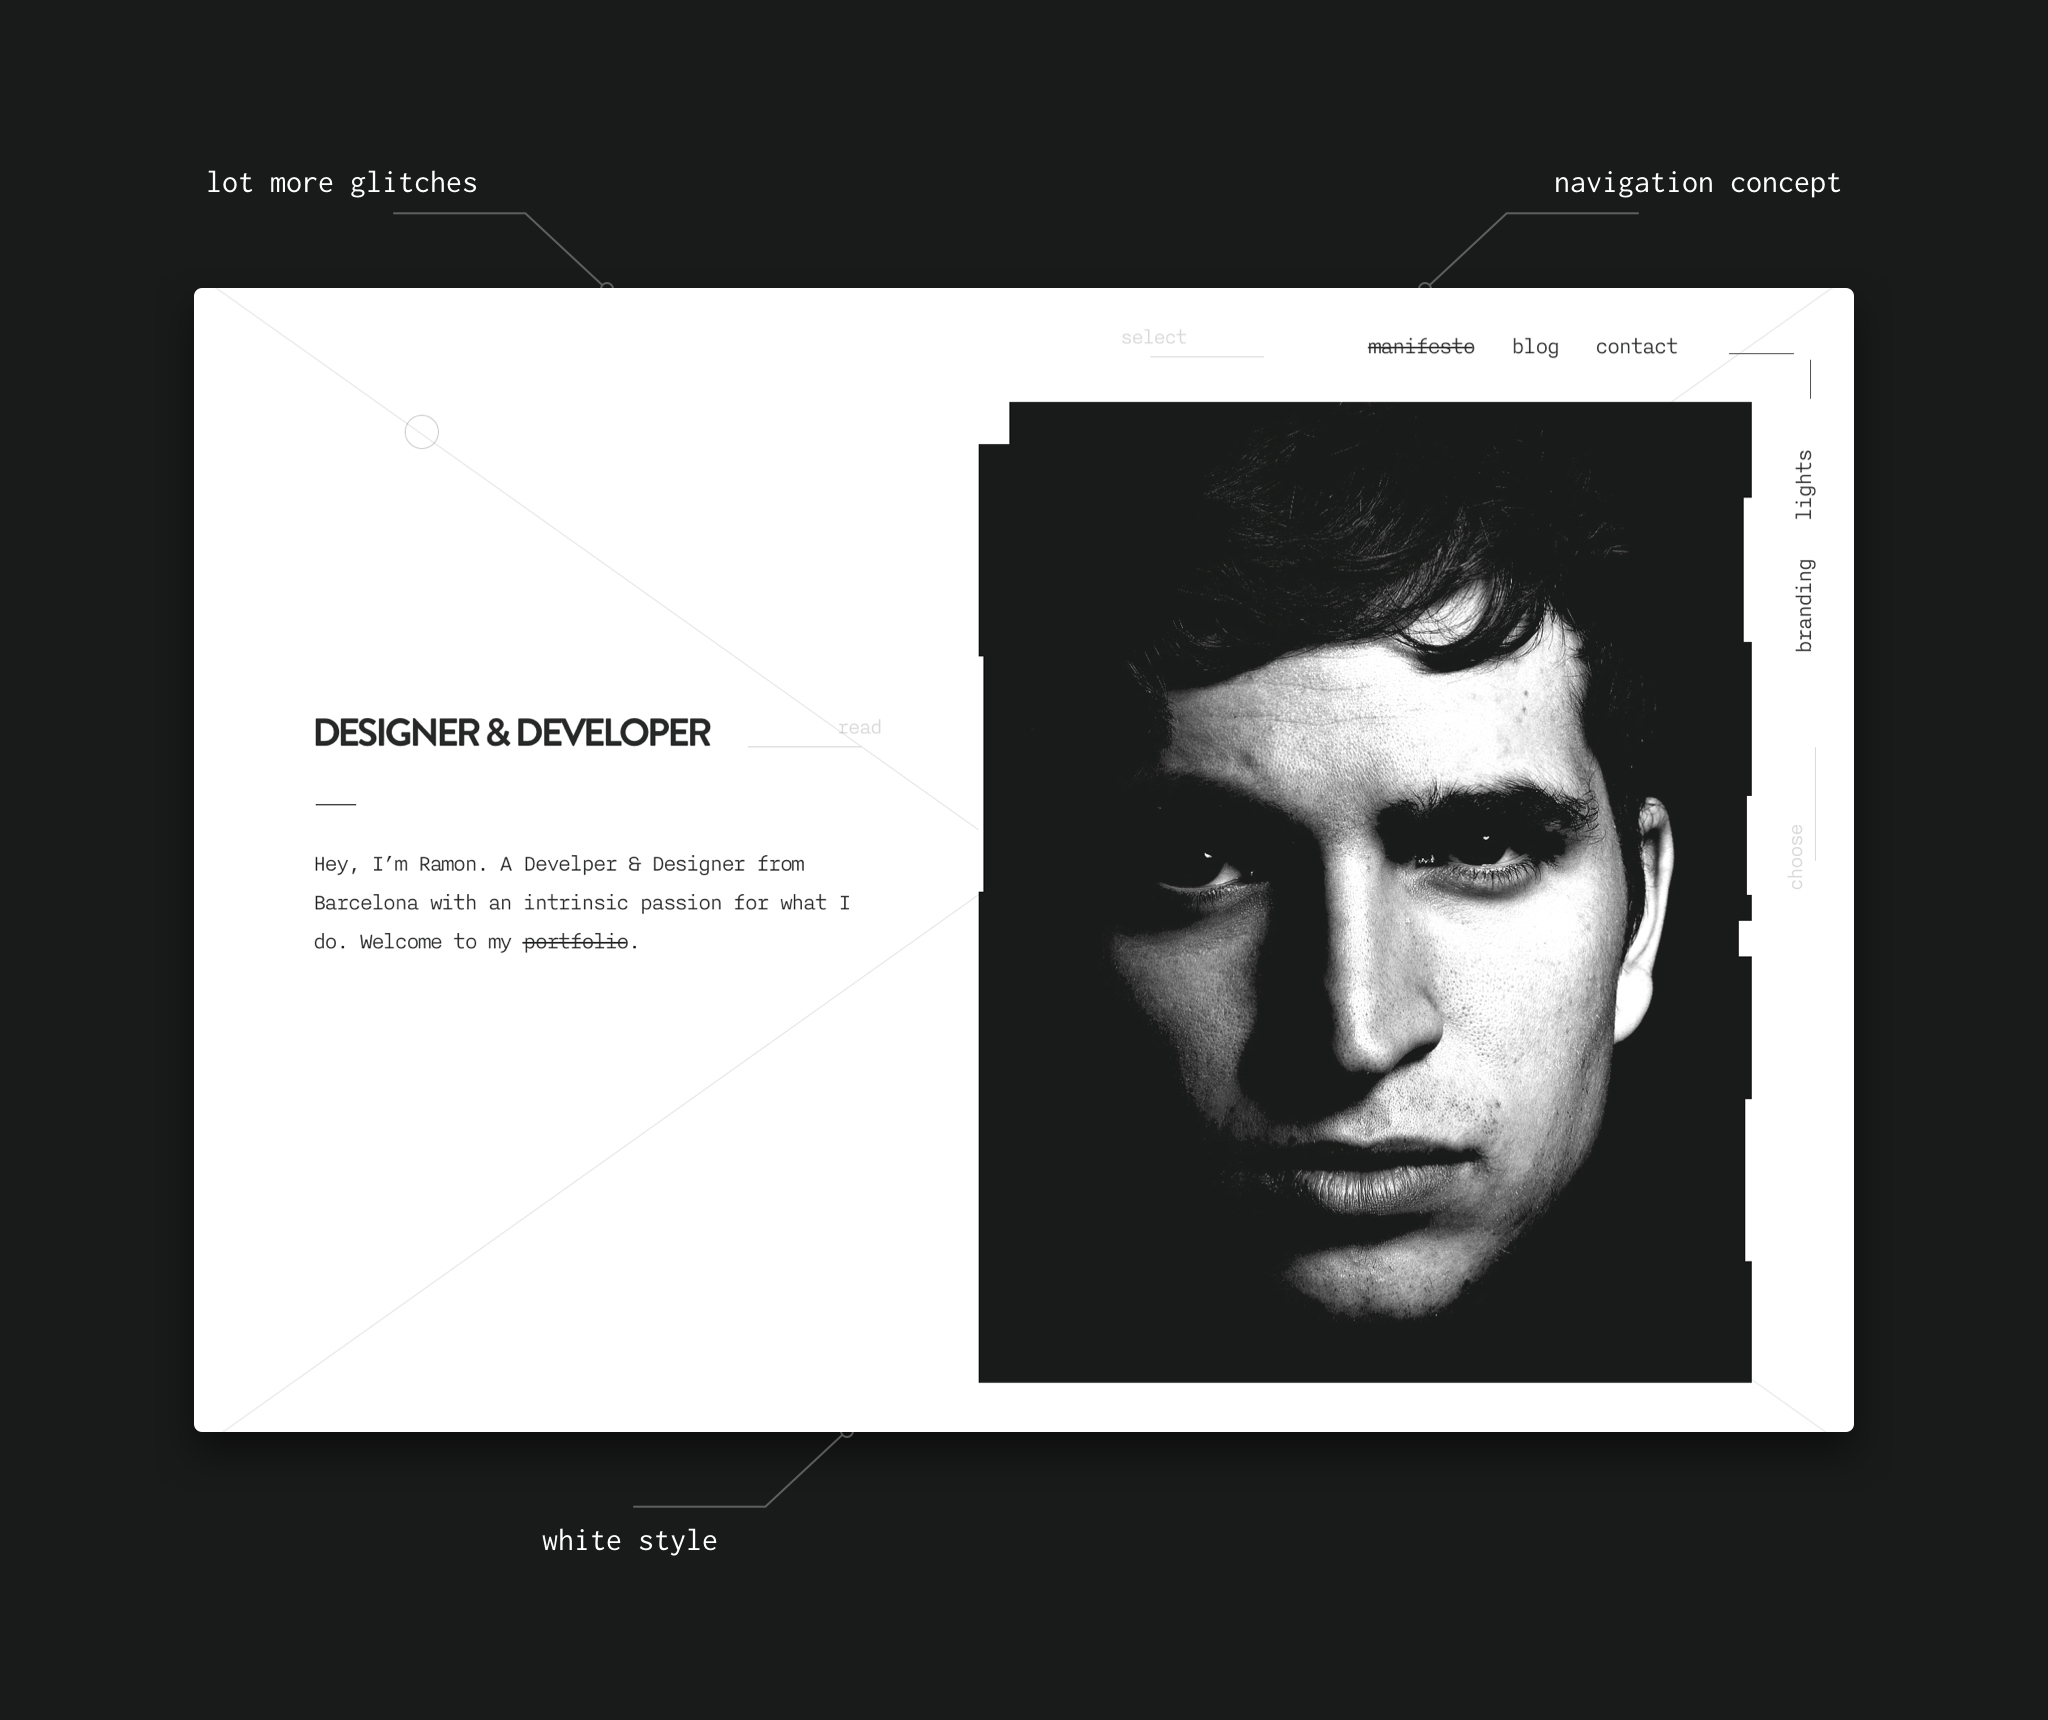 lot more glitches
navigation concept
select
manifesto blog contact
lights
branding
DESIGNER & DEVELOPER
read
choose
Hey, I’m Ramon. A Develper & Designer from
Barcelona with an intrinsic passion for what I
do. Welcome to my portfolio.
white style